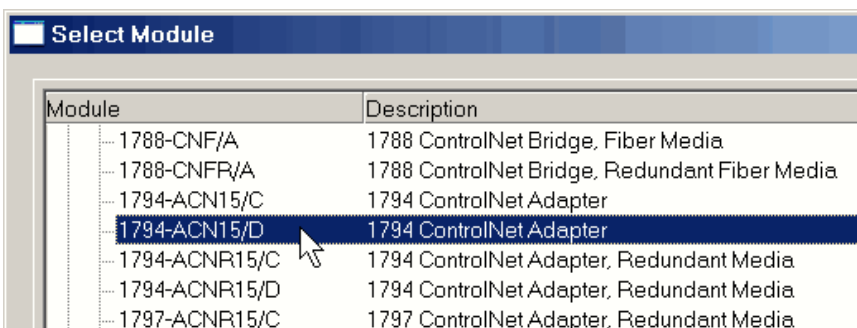 Select Module
Module Description
1788-CNF/A 1788 ControlNet Bridge, Fiber Media
1788-CNFR/A 1788 ControlNet Bridge, Redundant Fiber Media
1794-ACN15/C 1794 ControlNet Adapter
1794-ACN15/D 1794 ControlNet Adapter
1794-ACNR15/C 1794 ControlNet Adapter, Redundant Media
1794-ACNR15/D 1794 ControlNet Adapter, Redundant Media
1797-ACNR15/C 1797 ControlNet Adapter, Redundant Media